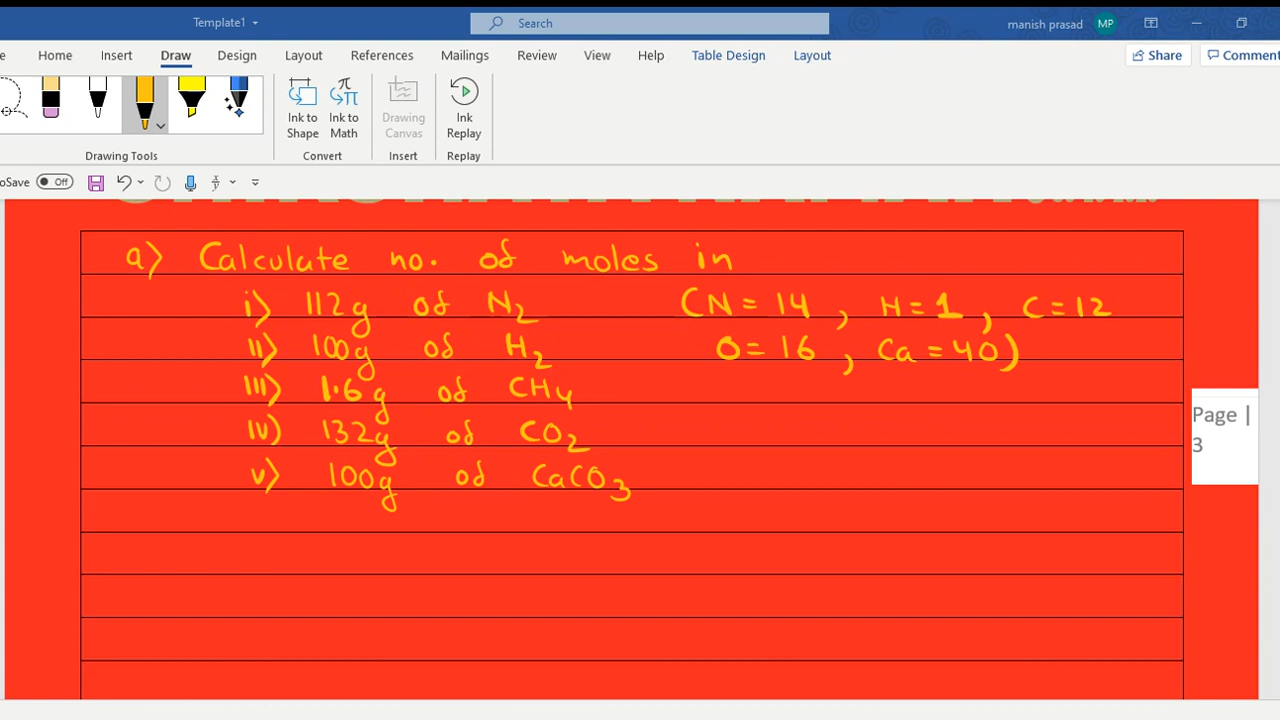 Template1
Search
manish prasad MP
Home Insert Draw Design Layout References Mailings Review View Help Table Design Layout Share Comment
Ink to Shape
Ink to Math
Drawing Canvas
Ink Replay
Drawing Tools Convert Insert Replay
oSave Off
a) Calculate no. of moles in
i) 112g of N2 (N = 14, H = 1, C = 12
ii) 100g of H2 O = 16, Ca = 40)
iii) 1.6g of CH4
iv) 132g of CO2
v) 100g of CaCO3
Page |
3